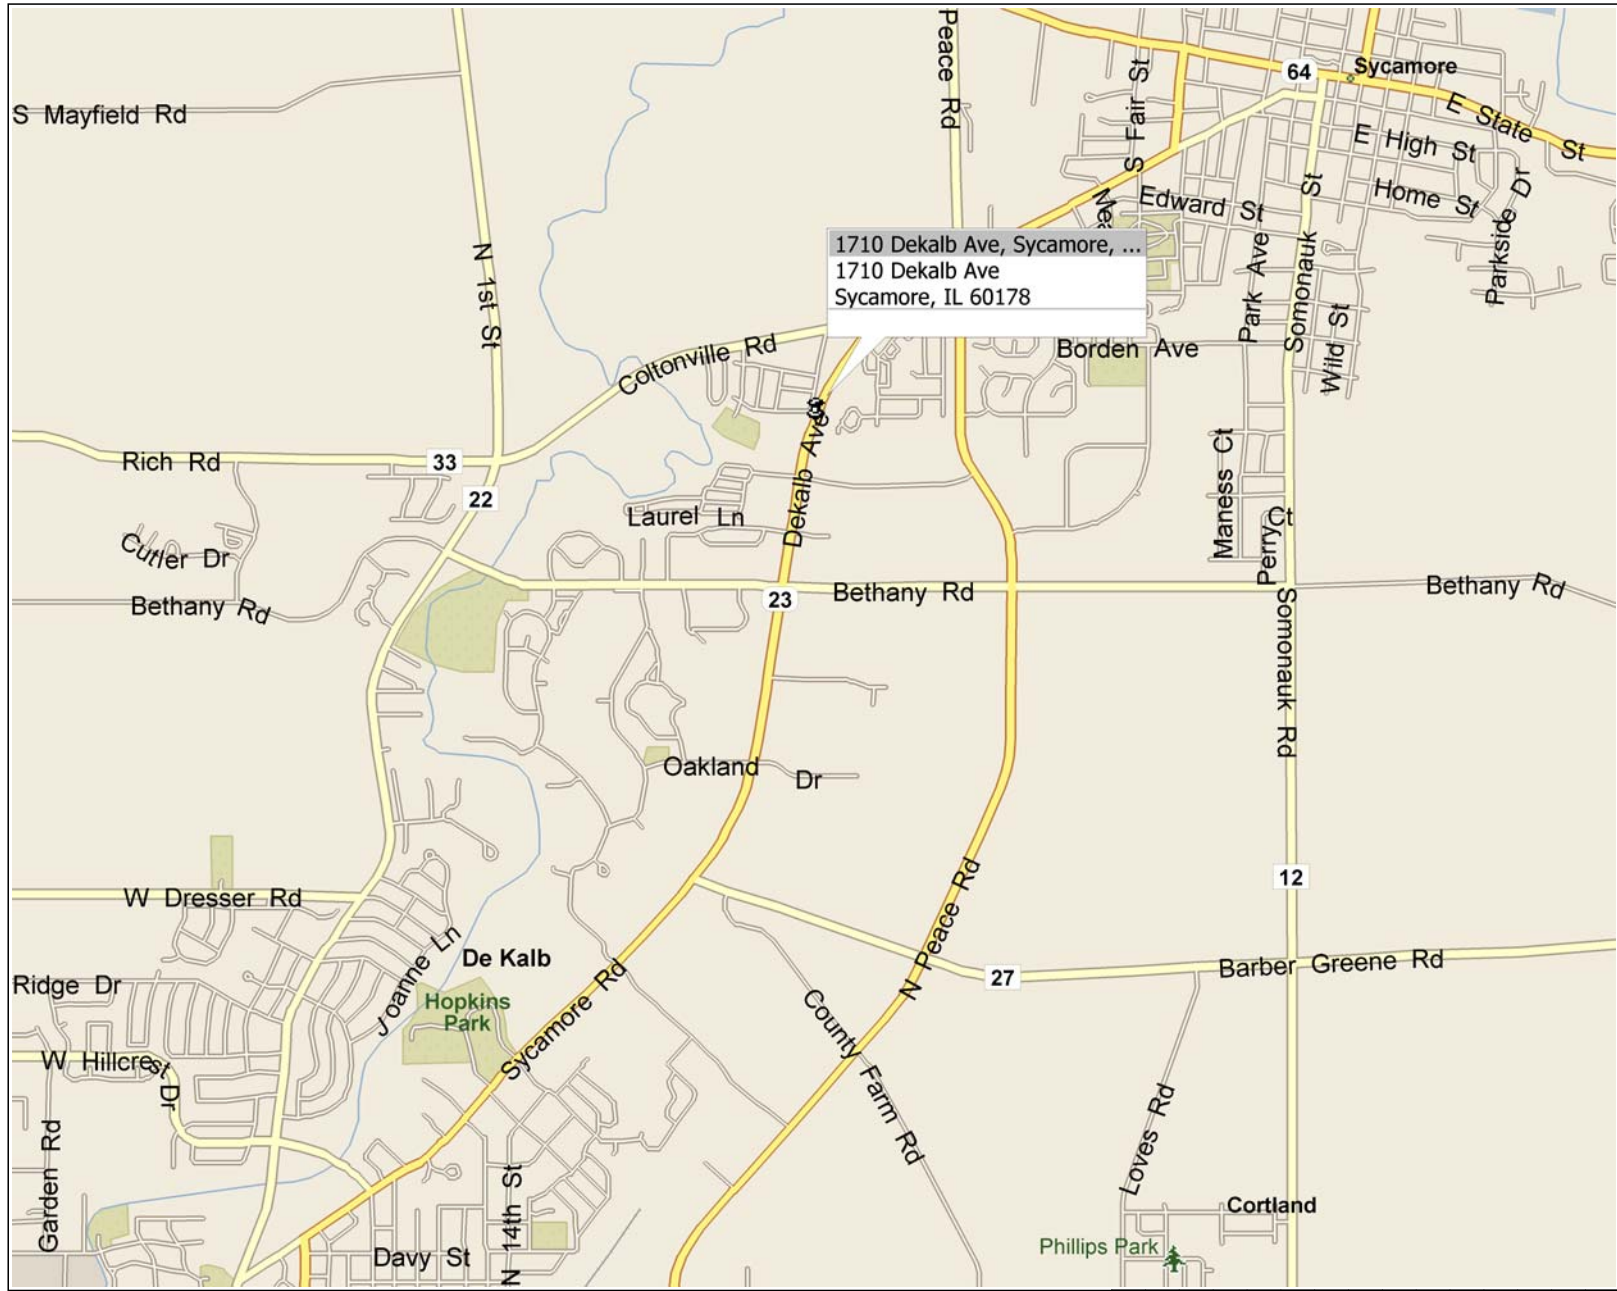 Peace Rd
64
Sycamore
S Mayfield Rd
S Fair St
E State St
E High St
Home St
Edward St
Nea
Parkside Dr
N 1st St
1710 Dekalb Ave, Sycamore, ...
1710 Dekalb Ave
Sycamore, IL 60178
Park Ave
Somonauk St
Wild St
Borden Ave
Coltonville Rd
Dekalb Ave
Rich Rd
33
22
Maness Ct
Perry Ct
Laurel Ln
Cutler Dr
Bethany Rd
23
Bethany Rd
Bethany Rd
Somonauk Rd
Oakland Dr
12
W Dresser Rd
N Peace Rd
Joanne Ln
De Kalb
Sycamore Rd
27
Barber Greene Rd
Ridge Dr
Hopkins
Park
County Farm Rd
W Hillcrest Dr
Garden Rd
N 14th St
Loves Rd
Cortland
Davy St
Phillips Park